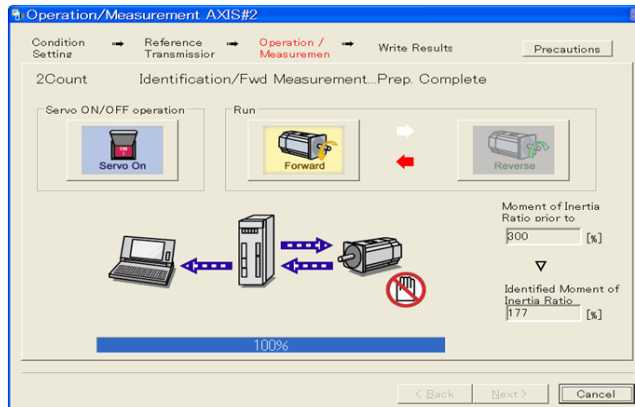 Operation/Measurement AXIS#2
Condition Setting
Reference Transmissior
Operation / Measuremen
Write Results
Precautions
2Count Identification/Fwd Measurement...Prep. Complete
Servo ON/OFF operation
Run
Servo On
Forward
Reverse
Moment of Inertia
Ratio prior to
300 [%]
Identified Moment of
Inertia Ratio
177 [%]
100%
< Back
Next >
Cancel